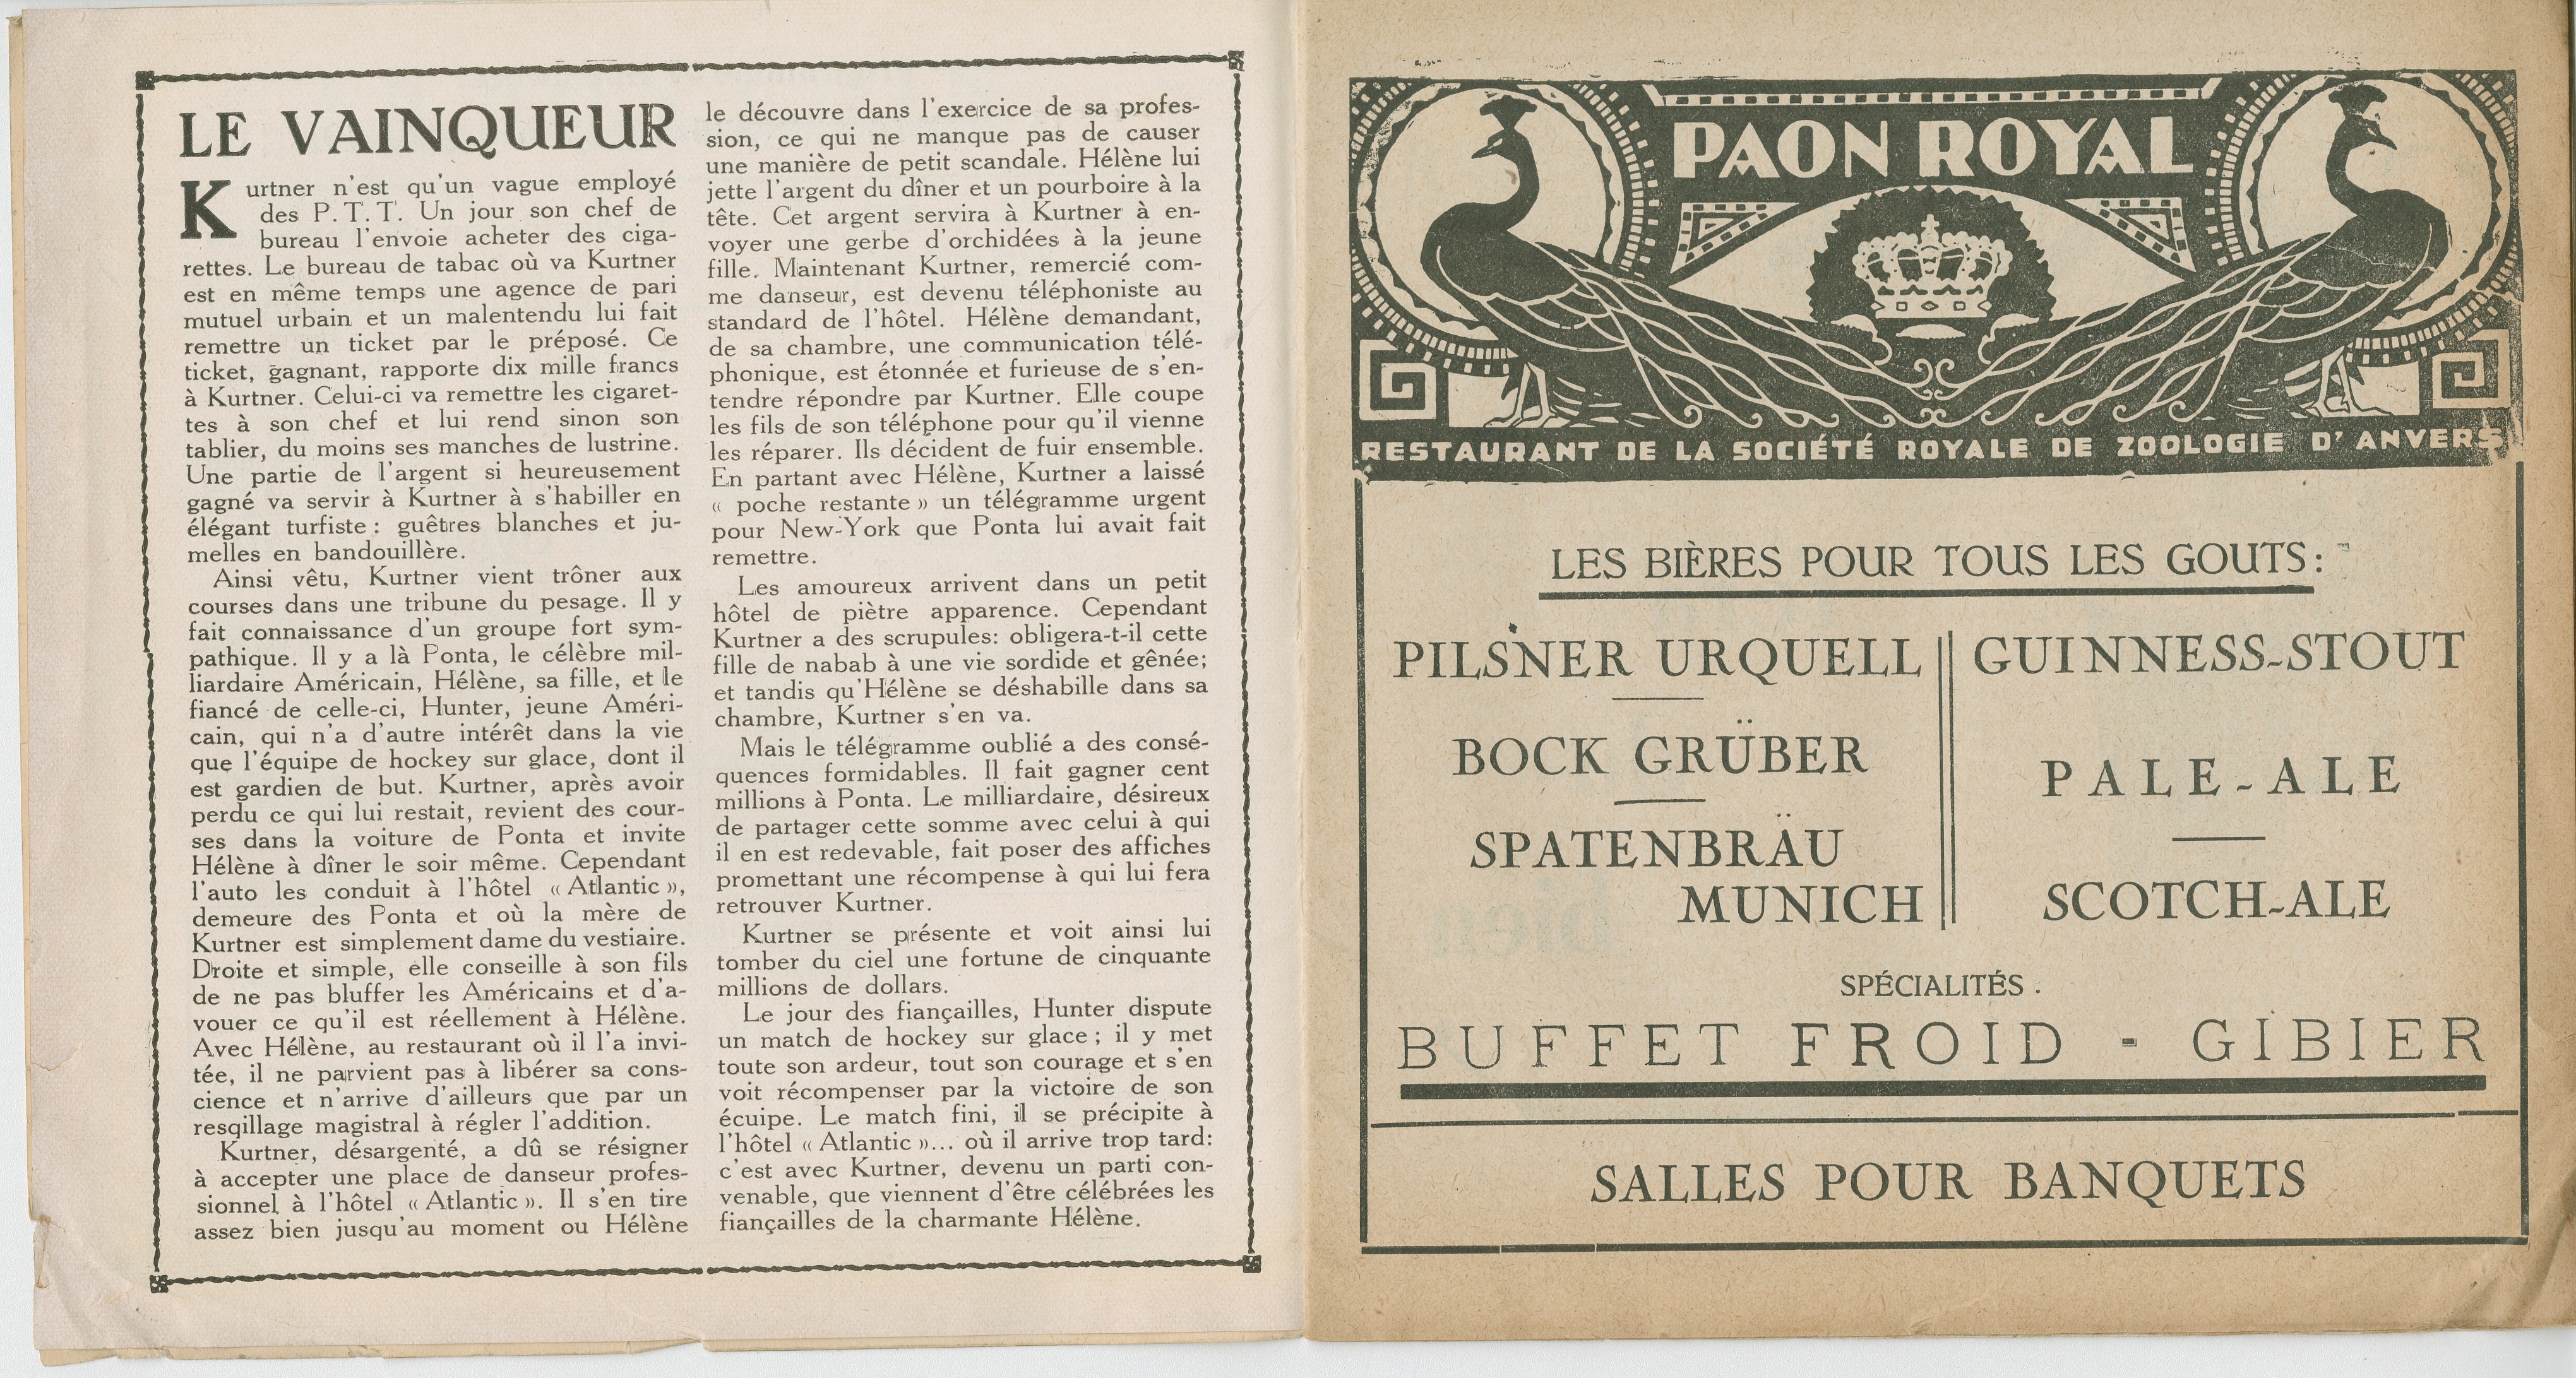 LE VAINQUEUR
Kurtner n'est qu'un vague employé
des P. T. T. Un jour son chef de
bureau l'envoie acheter des ciga-
rettes. Le bureau de tabac où va Kurtner
est en même temps une agence de pari
mutuel urbain et un malentendu lui fait
remettre un ticket par le préposé. Ce
ticket, gagnant, rapporte dix mille francs
à Kurtner. Celui-ci va remettre les cigaret-
tes à son chef et lui rend sinon son
tablier, du moins ses manches de lustrine.
Une partie de l'argent si heureusement
gagné va servir à Kurtner à s'habiller en
élégant turfiste : guêtres blanches et ju-
melles en bandouillère.
Ainsi vêtu, Kurtner vient trôner aux
courses dans une tribune du pesage. Il y
fait connaissance d'un groupe fort sym-
pathique. Il y a là Ponta, le célèbre mil-
liardaire Américain, Hélène, sa fille, et le
fiancé de celle-ci, Hunter, jeune Améri-
cain, qui n'a d'autre intérêt dans la vie
que l'équipe de hockey sur glace, dont il
est gardien de but. Kurtner, après avoir
perdu ce qui lui restait, revient des cour-
ses dans la voiture de Ponta et invite
Hélène à dîner le soir même. Cependant
l'auto les conduit à l'hôtel « Atlantic »,
demeure des Ponta et où la mère de
Kurtner est simplement dame du vestiaire.
Droite et simple, elle conseille à son fils
de ne pas bluffer les Américains et d'a-
vouer ce qu'il est réellement à Hélène.
Avec Hélène, au restaurant où il l'a invi-
tée, il ne parvient pas à libérer sa cons-
cience et n'arrive d'ailleurs que par un
resqillage magistral à régler l'addition.
Kurtner, désargenté, a dû se résigner
à accepter une place de danseur profes-
sionnel à l'hôtel « Atlantic ». Il s'en tire
assez bien jusqu'au moment ou Hélène
le découvre dans l'exercice de sa profes-
sion, ce qui ne manque pas de causer
une manière de petit scandale. Hélène lui
jette l'argent du dîner et un pourboire à la
tête. Cet argent servira à Kurtner à en-
voyer une gerbe d'orchidées à la jeune
fille. Maintenant Kurtner, remercié com-
me danseur, est devenu téléphoniste au
standard de l'hôtel. Hélène demandant,
de sa chambre, une communication télé-
phonique, est étonnée et furieuse de s'en-
tendre répondre par Kurtner. Elle coupe
les fils de son téléphone pour qu'il vienne
les réparer. Ils décident de fuir ensemble.
En partant avec Hélène, Kurtner a laissé
« poche restante » un télégramme urgent
pour New-York que Ponta lui avait fait
remettre.
Les amoureux arrivent dans un petit
hôtel de piètre apparence. Cependant
Kurtner a des scrupules: obligera-t-il cette
fille de nabab à une vie sordide et gênée;
et tandis qu'Hélène se déshabille dans sa
chambre, Kurtner s'en va.
Mais le télégramme oublié a des consé-
quences formidables. Il fait gagner cent
millions à Ponta. Le milliardaire, désireux
de partager cette somme avec celui à qui
il en est redevable, fait poser des affiches
promettant une récompense à qui lui fera
retrouver Kurtner.
Kurtner se présente et voit ainsi lui
tomber du ciel une fortune de cinquante
millions de dollars.
Le jour des fiançailles, Hunter dispute
un match de hockey sur glace ; il y met
toute son ardeur, tout son courage et s'en
voit récompenser par la victoire de son
écuipe. Le match fini, il se précipite à
l'hôtel « Atlantic »... où il arrive trop tard:
c'est avec Kurtner, devenu un parti con-
venable, que viennent d'être célébrées les
fiançailles de la charmante Hélène.
PAON ROYAL
RESTAURANT DE LA SOCIÉTÉ ROYALE DE ZOOLOGIE D'ANVERS
LES BIÈRES POUR TOUS LES GOUTS:
PILSNER URQUELL
BOCK GRÜBER
SPATENBRÄU
MUNICH
GUINNESS-STOUT
PALE-ALE
SCOTCH-ALE
SPÉCIALITÉS.
BUFFET FROID - GIBIER
SALLES POUR BANQUETS